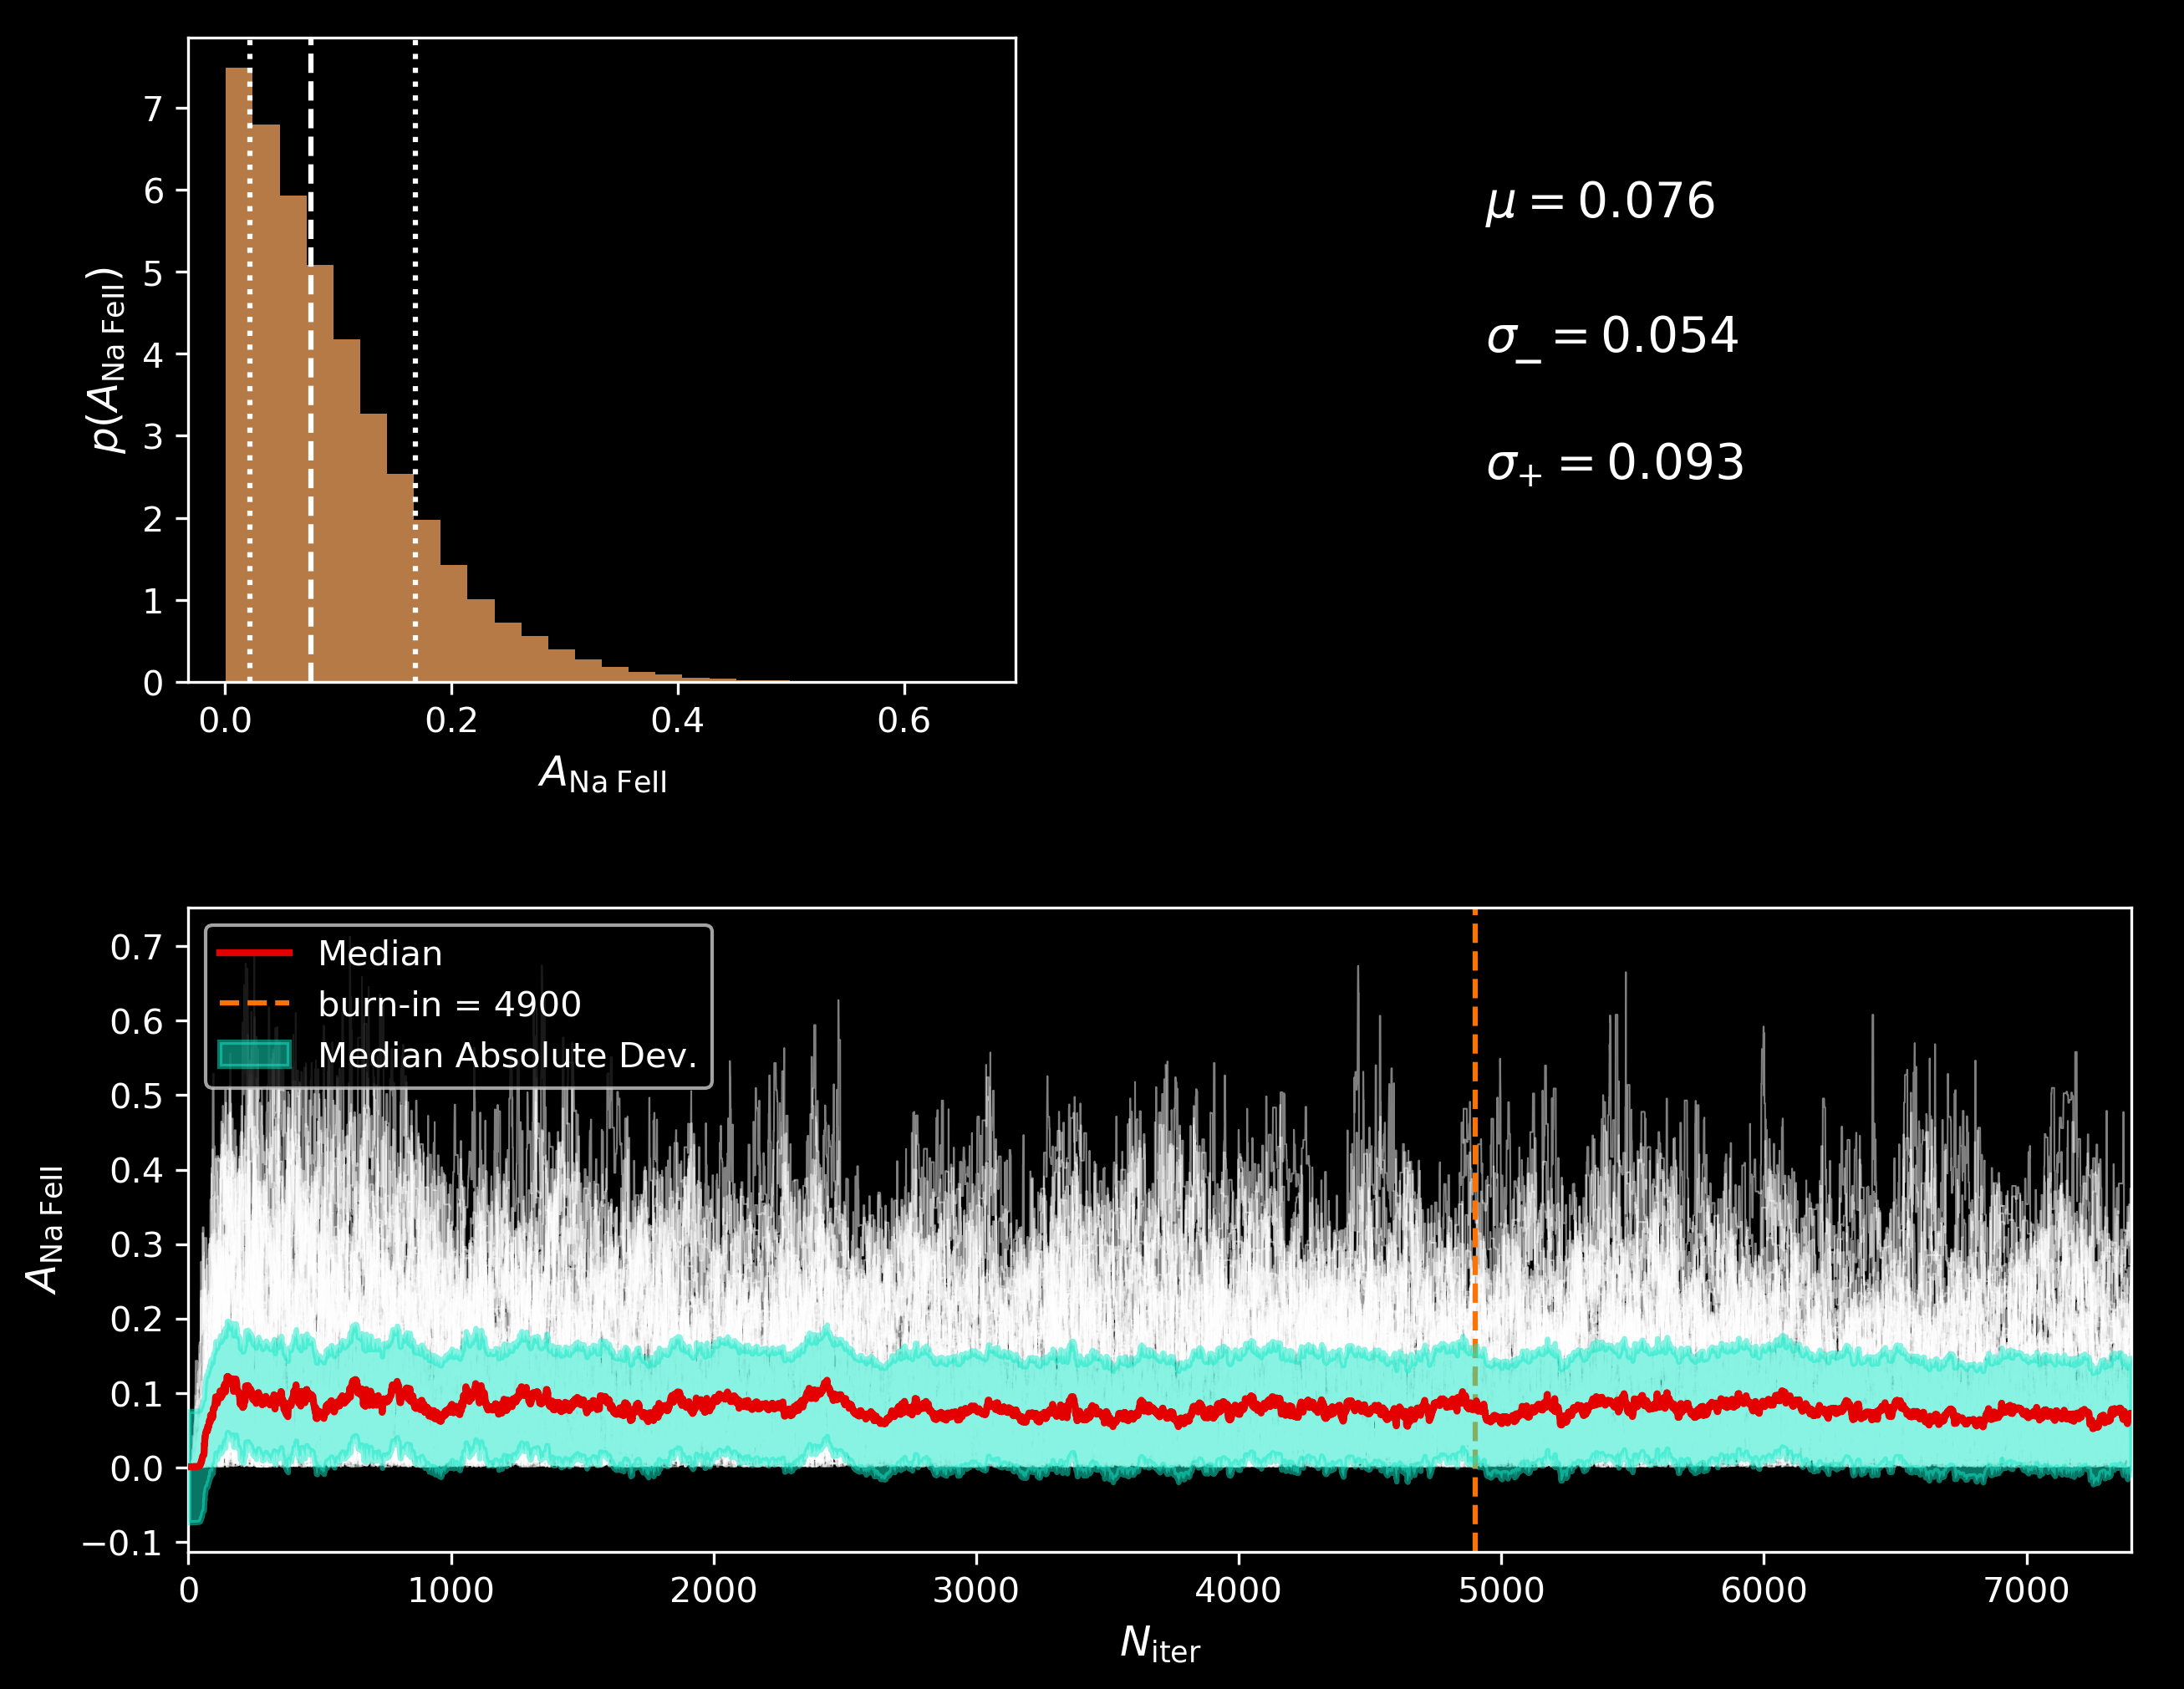 7
6
5
4
3
2
1
0
p(A_Na FeII)
0.0 0.2 0.4 0.6
A_Na FeII
μ = 0.076
σ_− = 0.054
σ_+ = 0.093
Median
burn-in = 4900
Median Absolute Dev.
0.7
0.6
0.5
0.4
0.3
0.2
0.1
0.0
−0.1
A_Na FeII
0 1000 2000 3000 4000 5000 6000 7000
N_iter